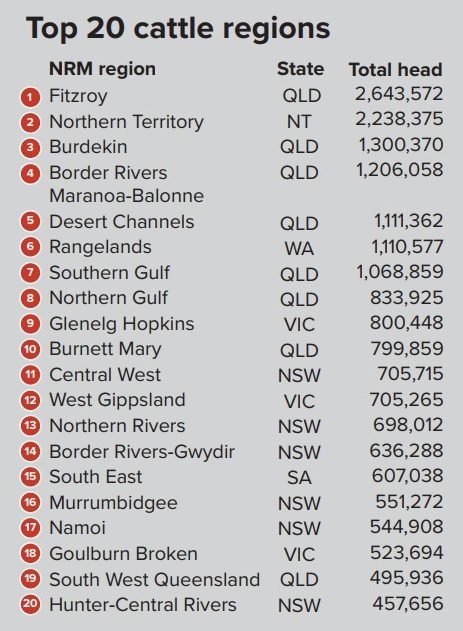 Top 20 cattle regions
NRM region State Total head
1 Fitzroy QLD 2,643,572
2 Northern Territory NT 2,238,375
3 Burdekin QLD 1,300,370
4 Border Rivers QLD 1,206,058
Maranoa-Balonne
5 Desert Channels QLD 1,111,362
6 Rangelands WA 1,110,577
7 Southern Gulf QLD 1,068,859
8 Northern Gulf QLD 833,925
9 Glenelg Hopkins VIC 800,448
10 Burnett Mary QLD 799,859
11 Central West NSW 705,715
12 West Gippsland VIC 705,265
13 Northern Rivers NSW 698,012
14 Border Rivers-Gwydir NSW 636,288
15 South East SA 607,038
16 Murrumbidgee NSW 551,272
17 Namoi NSW 544,908
18 Goulburn Broken VIC 523,694
19 South West Queensland QLD 495,936
20 Hunter-Central Rivers NSW 457,656